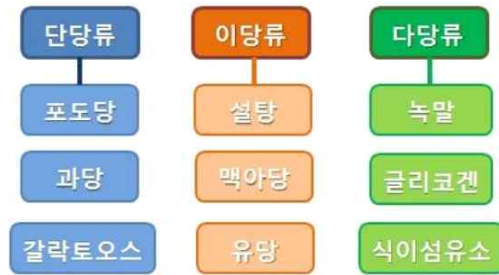 단당류 이당류 다당류
포도당 설탕 녹말
과당 맥아당 글리코겐
갈락토오스 유당 식이섬유소